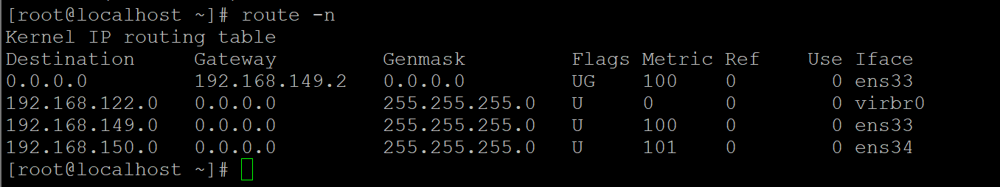 [root@localhost ~]# route -n
Kernel IP routing table
Destination     Gateway         Genmask         Flags Metric Ref    Use Iface
0.0.0.0         192.168.149.2   0.0.0.0         UG    100    0        0 ens33
192.168.122.0   0.0.0.0         255.255.255.0   U     0      0        0 virbr0
192.168.149.0   0.0.0.0         255.255.255.0   U     100    0        0 ens33
192.168.150.0   0.0.0.0         255.255.255.0   U     101    0        0 ens34
[root@localhost ~]#